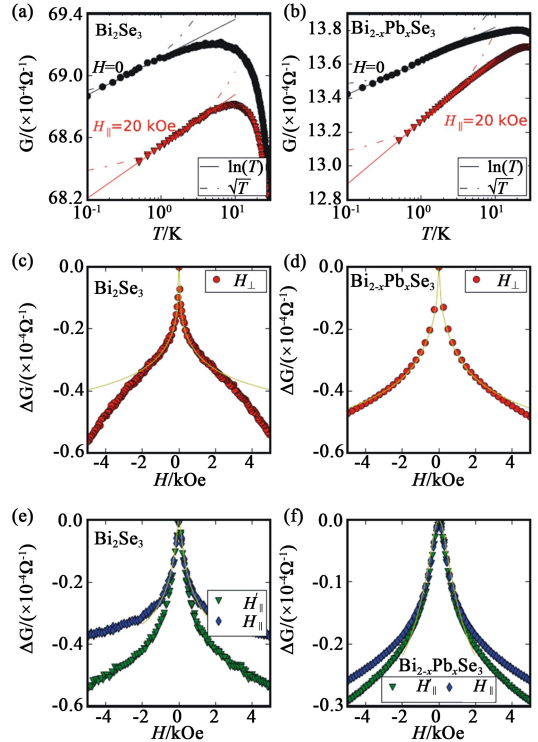 (a)
69.4
69.0
68.6
68.2
G/(×10⁻⁴Ω⁻¹)
Bi₂Se₃
H=0
H∥=20 kOe
ln(T)
√T
10⁻¹ 10⁰ 10¹
T/K
(b)
13.8
13.6
13.4
13.2
13.0
12.8
G/(×10⁻⁴Ω⁻¹)
Bi₂₋ₓPbₓSe₃
H=0
H∥=20 kOe
ln(T)
√T
10⁻¹ 10⁰ 10¹
T/K
(c)
0.0
-0.2
-0.4
-0.6
ΔG/(×10⁻⁴Ω⁻¹)
Bi₂Se₃
H⊥
-4 -2 0 2 4
H/kOe
(d)
0.0
-0.2
-0.4
-0.6
ΔG/(×10⁻⁴Ω⁻¹)
Bi₂₋ₓPbₓSe₃
H⊥
-4 -2 0 2 4
H/kOe
(e)
0.0
-0.2
-0.4
-0.6
ΔG/(×10⁻⁴Ω⁻¹)
Bi₂Se₃
H′∥
H∥
-4 -2 0 2 4
H/kOe
(f)
0.0
-0.1
-0.2
-0.3
ΔG/(×10⁻⁴Ω⁻¹)
Bi₂₋ₓPbₓSe₃
H′∥ H∥
-4 -2 0 2 4
H/kOe